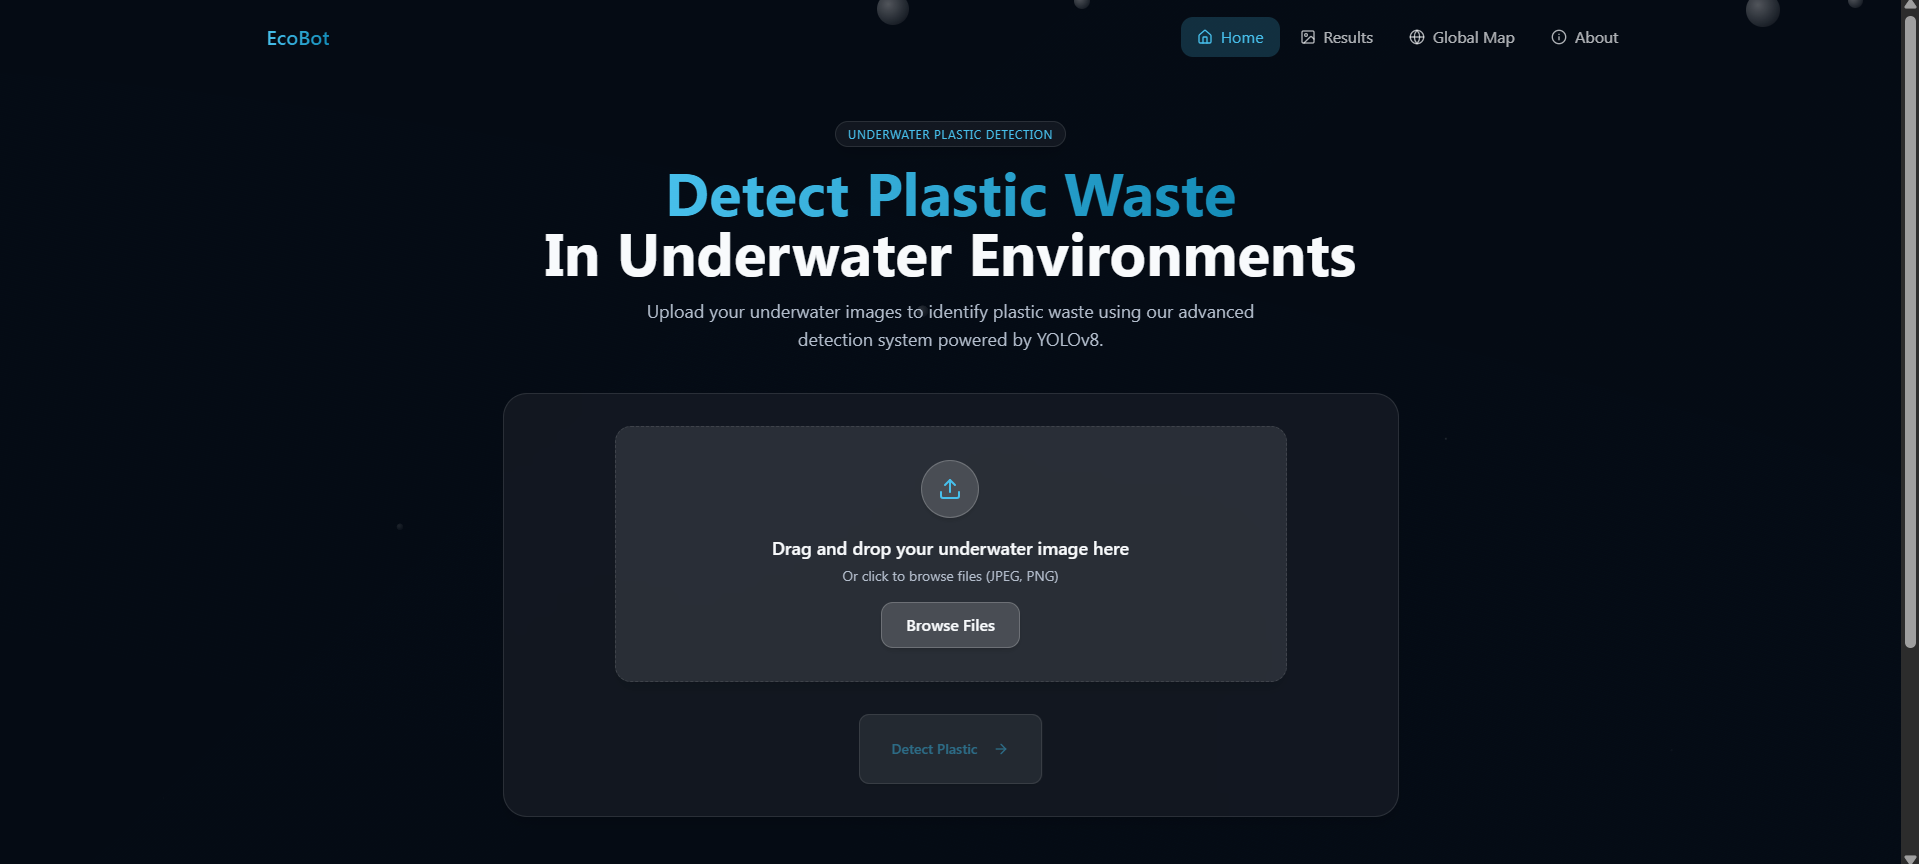 EcoBot
Home
Results
Global Map
About
UNDERWATER PLASTIC DETECTION
Detect Plastic Waste
In Underwater Environments
Upload your underwater images to identify plastic waste using our advanced
detection system powered by YOLOv8.
Drag and drop your underwater image here
Or click to browse files (JPEG, PNG)
Browse Files
Detect Plastic